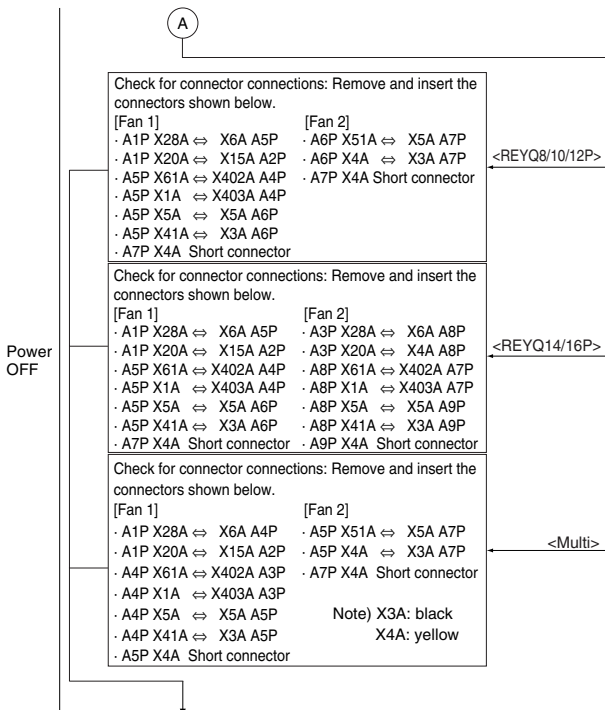 A
Check for connector connections: Remove and insert the
connectors shown below.
[Fan 1] [Fan 2]
· A1P X28A ⇔ X6A A5P · A6P X51A ⇔ X5A A7P
· A1P X20A ⇔ X15A A2P · A6P X4A ⇔ X3A A7P
· A5P X61A ⇔ X402A A4P · A7P X4A Short connector
· A5P X1A ⇔ X403A A4P
· A5P X5A ⇔ X5A A6P
· A5P X41A ⇔ X3A A6P
· A7P X4A Short connector
<REYQ8/10/12P>
Check for connector connections: Remove and insert the
connectors shown below.
[Fan 1] [Fan 2]
· A1P X28A ⇔ X6A A5P · A3P X28A ⇔ X6A A8P
· A1P X20A ⇔ X15A A2P · A3P X20A ⇔ X4A A8P
· A5P X61A ⇔ X402A A4P · A8P X61A ⇔ X402A A7P
· A5P X1A ⇔ X403A A4P · A8P X1A ⇔ X403A A7P
· A5P X5A ⇔ X5A A6P · A8P X5A ⇔ X5A A9P
· A5P X41A ⇔ X3A A6P · A8P X41A ⇔ X3A A9P
· A7P X4A Short connector · A9P X4A Short connector
<REYQ14/16P>
Power
OFF
Check for connector connections: Remove and insert the
connectors shown below.
[Fan 1] [Fan 2]
· A1P X28A ⇔ X6A A4P · A5P X51A ⇔ X5A A7P
· A1P X20A ⇔ X15A A2P · A5P X4A ⇔ X3A A7P
· A4P X61A ⇔ X402A A3P · A7P X4A Short connector
· A4P X1A ⇔ X403A A3P
· A4P X5A ⇔ X5A A5P Note) X3A: black
· A4P X41A ⇔ X3A A5P X4A: yellow
· A5P X4A Short connector
<Multi>